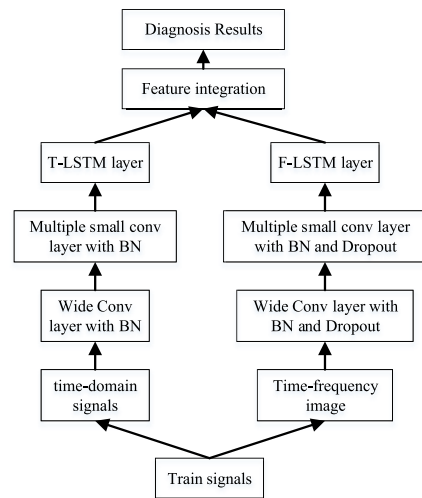 Diagnosis Results
Feature integration
T-LSTM layer
F-LSTM layer
Multiple small conv
layer with BN
Multiple small conv layer
with BN and Dropout
Wide Conv
layer with BN
Wide Conv layer with
BN and Dropout
time-domain
signals
Time-frequency
image
Train signals